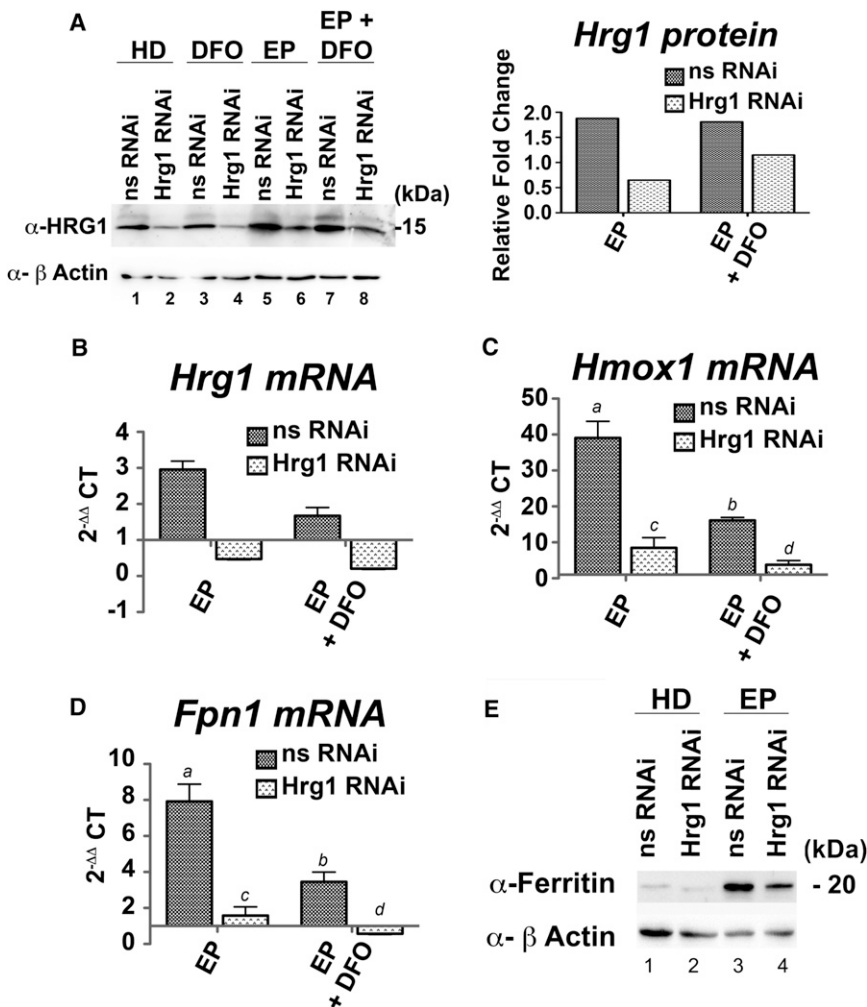 A
HD DFO EP EP + DFO
ns RNAi Hrg1 RNAi ns RNAi Hrg1 RNAi ns RNAi Hrg1 RNAi ns RNAi Hrg1 RNAi
(kDa)
α-HRG1 -15
α- β Actin
1 2 3 4 5 6 7 8
Hrg1 protein
ns RNAi
Hrg1 RNAi
Relative Fold Change
2.0
1.5
1.0
0.5
0.0
EP
EP + DFO
B
Hrg1 mRNA
ns RNAi
Hrg1 RNAi
2-ΔΔ CT
4
3
2
1
0
-1
EP
EP + DFO
C
Hmox1 mRNA
ns RNAi
Hrg1 RNAi
2-ΔΔ CT
50
40
30
20
10
0
a
c
b
d
EP
EP + DFO
D
Fpn1 mRNA
ns RNAi
Hrg1 RNAi
2-ΔΔ CT
10
8
6
4
2
0
a
c
b
d
EP
EP + DFO
E
HD EP
ns RNAi Hrg1 RNAi ns RNAi Hrg1 RNAi
(kDa)
α-Ferritin - 20
α- β Actin
1 2 3 4